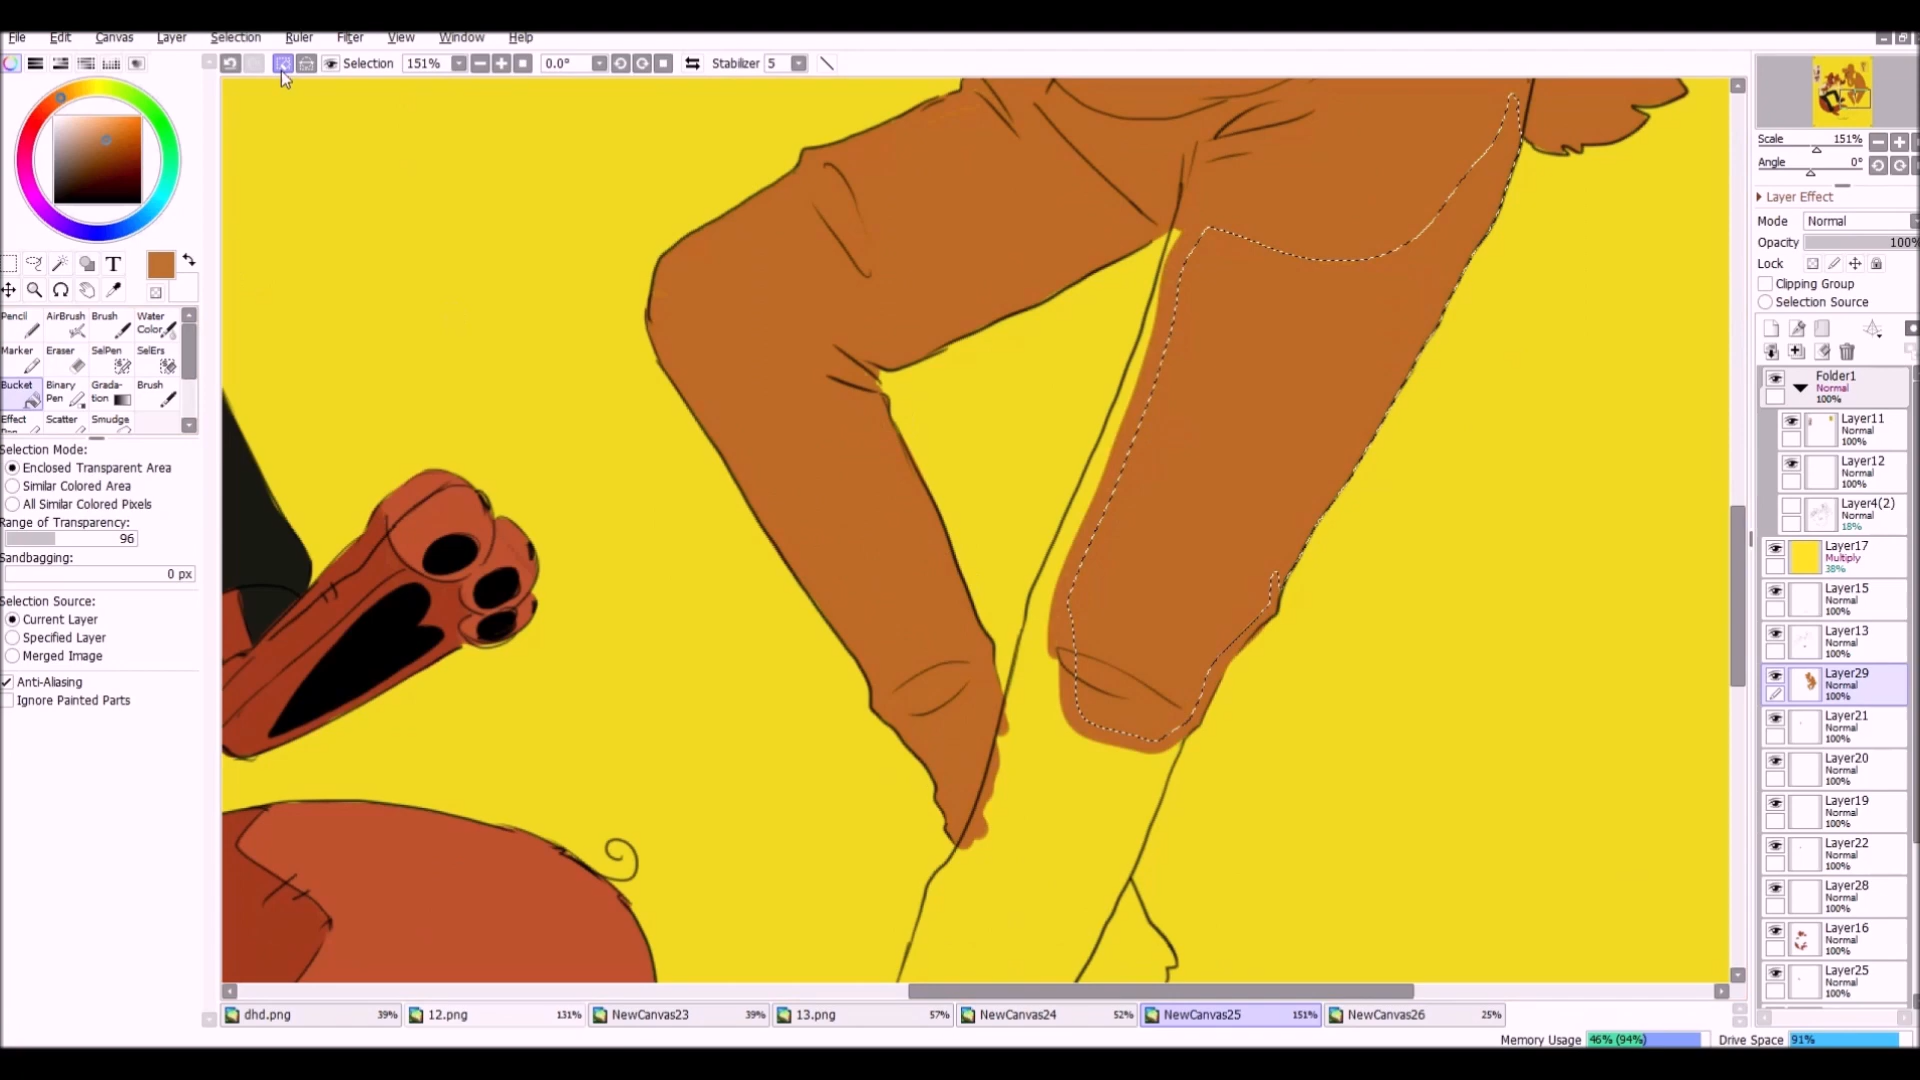 File Edit Canvas Layer Selection Ruler Filter View Window Help
Selection 151% 0.0° Stabilizer 5
Scale 151%
Angle 0°
Layer Effect
Mode Normal
Opacity 100%
Lock
Clipping Group
Selection Source
T
Pencil AirBrush Brush Water Color
Marker Eraser SelPen SelErs
Bucket Binary Pen Grada-tion Brush
Effect Scatter Smudge
Selection Mode:
Enclosed Transparent Area
Similar Colored Area
All Similar Colored Pixels
Range of Transparency:
96
Sandbagging:
0 px
Selection Source:
Current Layer
Specified Layer
Merged Image
Anti-Aliasing
Ignore Painted Parts
Folder1
Normal
100%
Layer11
Normal
100%
Layer12
Normal
100%
Layer4(2)
Normal
18%
Layer17
Multiply
38%
Layer15
Normal
100%
Layer13
Normal
100%
Layer29
Normal
100%
Layer21
Normal
100%
Layer20
Normal
100%
Layer19
Normal
100%
Layer22
Normal
100%
Layer28
Normal
100%
Layer16
Normal
100%
Layer25
Normal
100%
dhd.png 39% 12.png 131% NewCanvas23 39% 13.png 57% NewCanvas24 52% NewCanvas25 151% NewCanvas26 25%
Memory Usage 46% (94%) Drive Space 91%